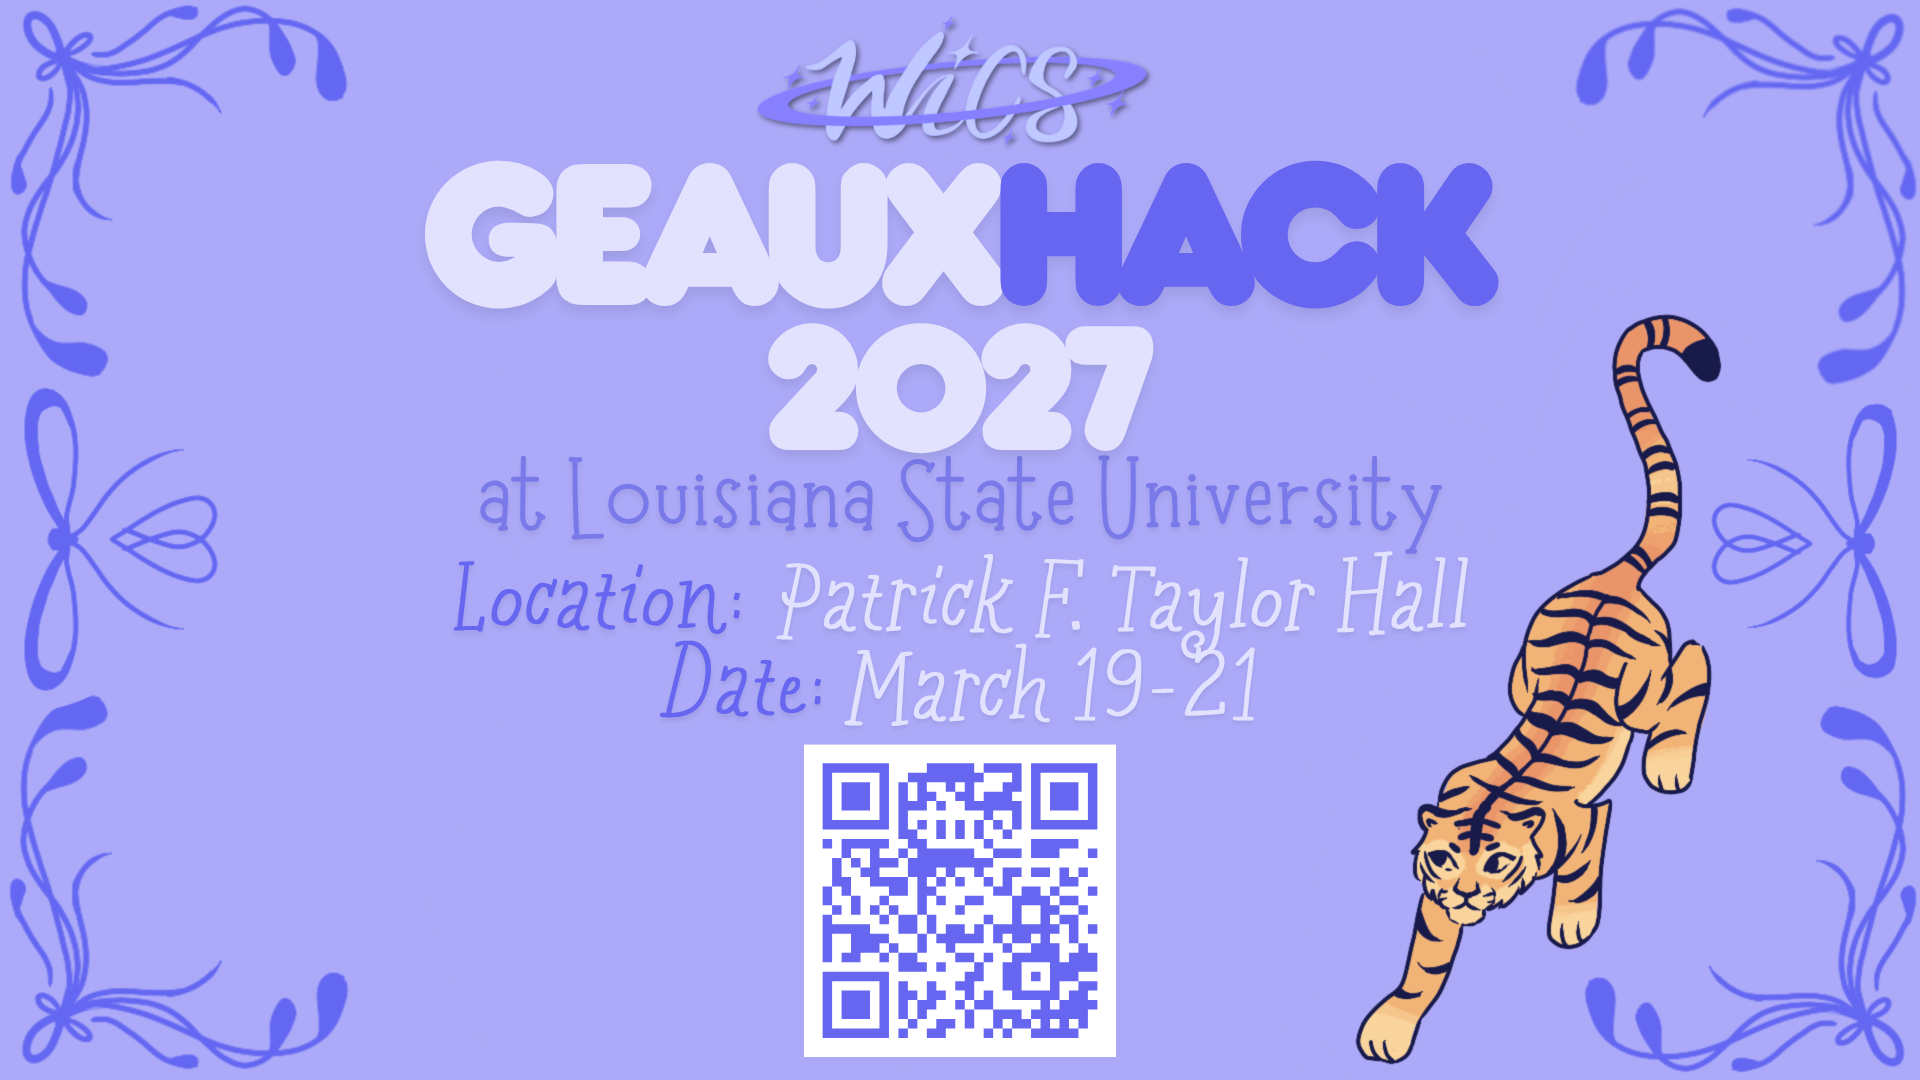 WiCS
GEAUXHACK
2027
at Louisiana State University
Location: Patrick F. Taylor Hall
Date: March 19-21